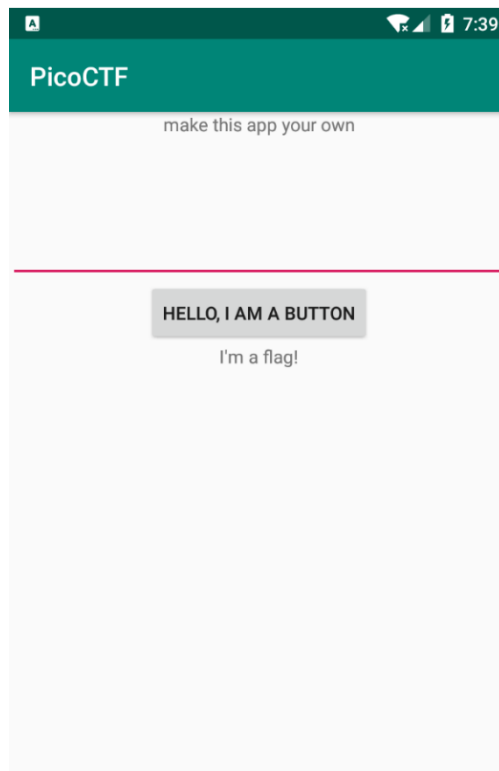 A
7:39
PicoCTF
make this app your own
HELLO, I AM A BUTTON
I'm a flag!